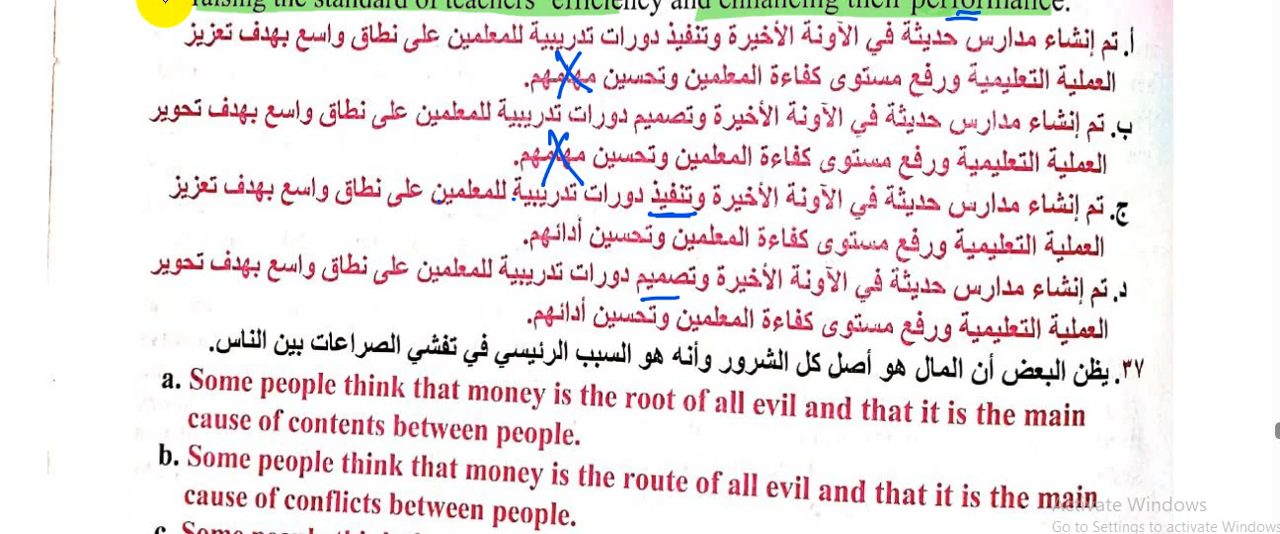 raising the standard of teachers' efficiency and enhancing their performance.
أ. تم إنشاء مدارس حديثة في الآونة الأخيرة وتنفيذ دورات تدريبية للمعلمين على نطاق واسع بهدف تعزيز
العملية التعليمية ورفع مستوى كفاءة المعلمين وتحسين مهامهم.
ب. تم إنشاء مدارس حديثة في الآونة الأخيرة وتصميم دورات تدريبية للمعلمين على نطاق واسع بهدف تحوير
العملية التعليمية ورفع مستوى كفاءة المعلمين وتحسين مهامهم.
ج. تم إنشاء مدارس حديثة في الآونة الأخيرة وتنفيذ دورات تدريبية للمعلمين على نطاق واسع بهدف تعزيز
العملية التعليمية ورفع مستوى كفاءة المعلمين وتحسين أدائهم.
د. تم إنشاء مدارس حديثة في الآونة الأخيرة وتصميم دورات تدريبية للمعلمين على نطاق واسع بهدف تحوير
العملية التعليمية ورفع مستوى كفاءة المعلمين وتحسين أدائهم.
٣٧. يظن البعض أن المال هو أصل كل الشرور وأنه هو السبب الرئيسي في تفشي الصراعات بين الناس.
a. Some people think that money is the root of all evil and that it is the main
cause of contents between people.
b. Some people think that money is the route of all evil and that it is the main
cause of conflicts between people.
Activate Windows
Go to Settings to activate Windows
c. Some people